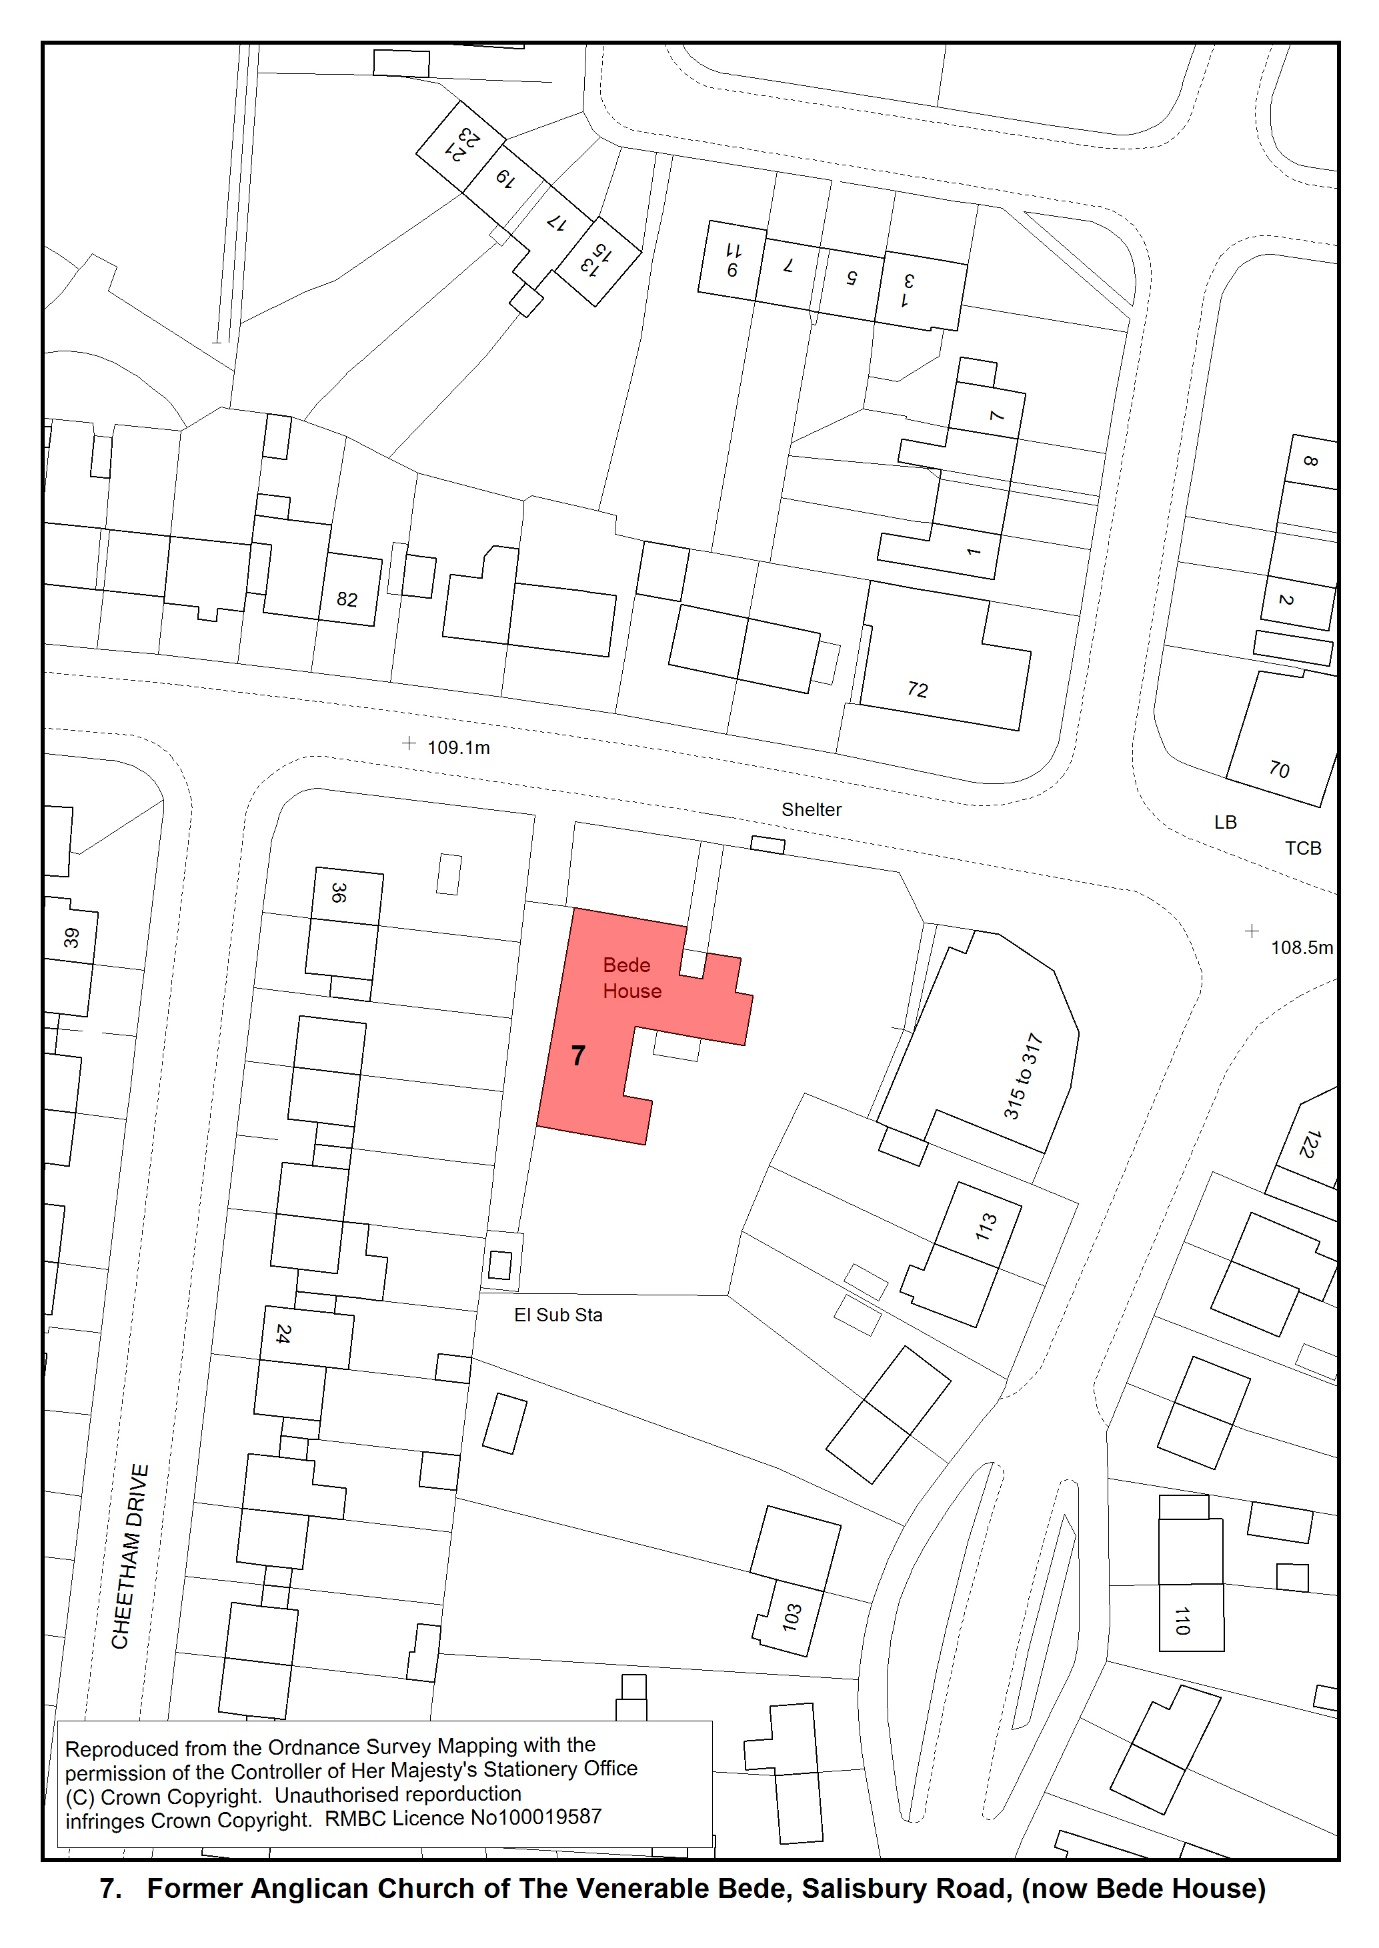 23
21
19
17
15
13
11
9
7
5
3
1
7
1
8
2
82
72
70
109.1m
Shelter
LB
TCB
36
39
108.5m
Bede
House
7
315 to 317
122
113
El Sub Sta
24
CHEETHAM DRIVE
103
110
Reproduced from the Ordnance Survey Mapping with the
permission of the Controller of Her Majesty's Stationery Office
(C) Crown Copyright.  Unauthorised reporduction
infringes Crown Copyright.  RMBC Licence No100019587
7.   Former Anglican Church of The Venerable Bede, Salisbury Road, (now Bede House)